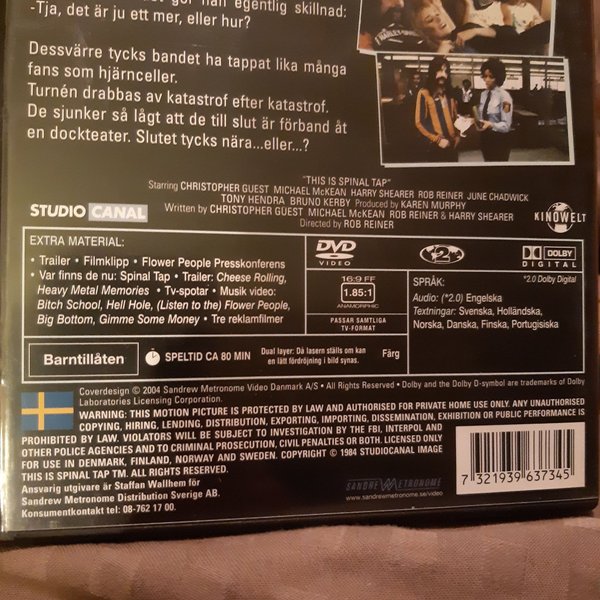 gör han egentlig skillnad:
-Tja, det är ju ett mer, eller hur?
Dessvärre tycks bandet ha tappat lika många
fans som hjärnceller.
Turnén drabbas av katastrof efter katastrof.
De sjunker så lågt att de till slut är förband åt
en dockteater. Slutet tycks nära...eller...?
"THIS IS SPINAL TAP"
Starring CHRISTOPHER GUEST MICHAEL McKEAN HARRY SHEARER ROB REINER JUNE CHADWICK
TONY HENDRA BRUNO KERBY Produced by KAREN MURPHY
Written by CHRISTOPHER GUEST MICHAEL McKEAN ROB REINER & HARRY SHEARER
Directed by ROB REINER
STUDIO CANAL
KINOWELT
EXTRA MATERIAL:
• Trailer • Filmklipp • Flower People Presskonferens
• Var finns de nu: Spinal Tap • Trailer: Cheese Rolling,
Heavy Metal Memories • Tv-spotar • Musik video:
Bitch School, Hell Hole, (Listen to the) Flower People,
Big Bottom, Gimme Some Money • Tre reklamfilmer
DVD
VIDEO
2
DOLBY
DIGITAL
16:9 FF
1.85:1
ANAMORPHIC
PASSAR SAMTLIGA
TV-FORMAT
SPRÅK: *2.0 Dolby Digital
Audio: (*2.0) Engelska
Textningar: Svenska, Holländska,
Norska, Danska, Finska, Portugisiska
Barntillåten
SPELTID CA 80 MIN
Dual layer: Då lasern ställs om kan
en lätt fördröjning i bild synas.
Färg
Coverdesign © 2004 Sandrew Metronome Video Danmark A/S • All Rights Reserved • Dolby and the Dolby D-symbol are trademarks of Dolby
Laboratories Licensing Corporation.
WARNING: THIS MOTION PICTURE IS PROTECTED BY LAW AND AUTHORISED FOR PRIVATE HOME USE ONLY. ANY UNAUTHORISED
COPYING, HIRING, LENDING, DISTRIBUTION, EXPORTING, IMPORTING, DISSEMINATION, EXHIBITION OR PUBLIC PERFORMANCE IS
PROHIBITED BY LAW. VIOLATORS WILL BE SUBJECT TO INVESTIGATION BY THE FBI, INTERPOL AND
OTHER POLICE AGENCIES AND TO CRIMINAL PROSECUTION, CIVIL PENALTIES OR BOTH. LICENSED ONLY
FOR USE IN DENMARK, FINLAND, NORWAY AND SWEDEN. COPYRIGHT © 1984 STUDIOCANAL IMAGE
THIS IS SPINAL TAP TM. ALL RIGHTS RESERVED.
Ansvarig utgivare är Staffan Wallhem för
Sandrew Metronome Distribution Sverige AB.
Konsumentkontakt tel: 08-762 17 00.
SANDREW METRONOME
www.sandrewmetronome.se/video
7 321939 637345